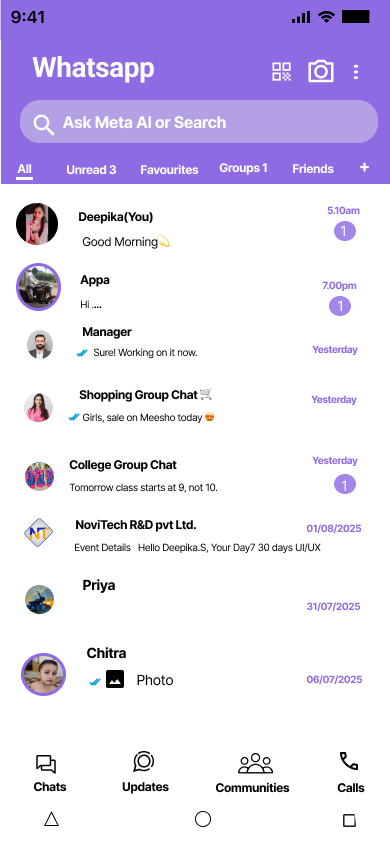 9:41
Whatsapp
Ask Meta AI or Search
All Unread 3 Favourites Groups 1 Friends +
Deepika(You) 5.10am
Good Morning💫 1
Appa 7.00pm
Hi .... 1
Manager
Sure! Working on it now. Yesterday
Shopping Group Chat🛒 Yesterday
Girls, sale on Meesho today 😍
College Group Chat Yesterday
Tomorrow class starts at 9, not 10. 1
NT NoviTech R&D pvt Ltd. 01/08/2025
Event Details Hello Deepika.S, Your Day7 30 days UI/UX
Priya
31/07/2025
Chitra
Photo 06/07/2025
Chats Updates Communities Calls